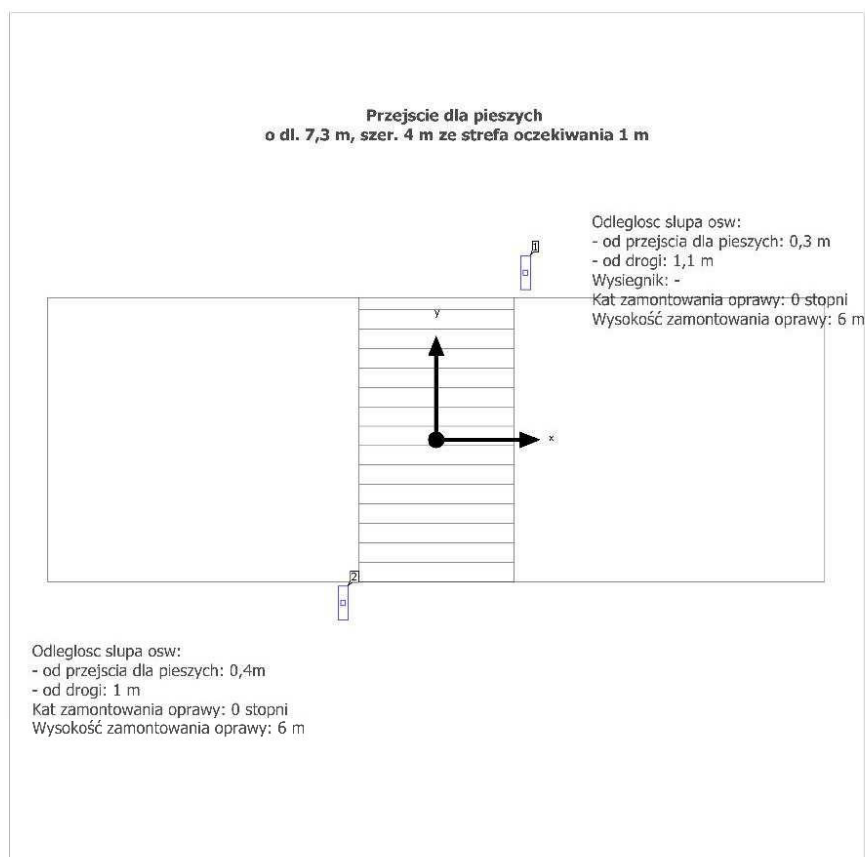 Przejscie dla pieszych
o dl. 7,3 m, szer. 4 m ze strefa oczekiwania 1 m
1
Odleglosc slupa osw:
- od przejscia dla pieszych: 0,3 m
- od drogi: 1,1 m
Wysiegnik: -
Kat zamontowania oprawy: 0 stopni
Wysokość zamontowania oprawy: 6 m
y
x
2
Odleglosc slupa osw:
- od przejscia dla pieszych: 0,4m
- od drogi: 1 m
Kat zamontowania oprawy: 0 stopni
Wysokość zamontowania oprawy: 6 m